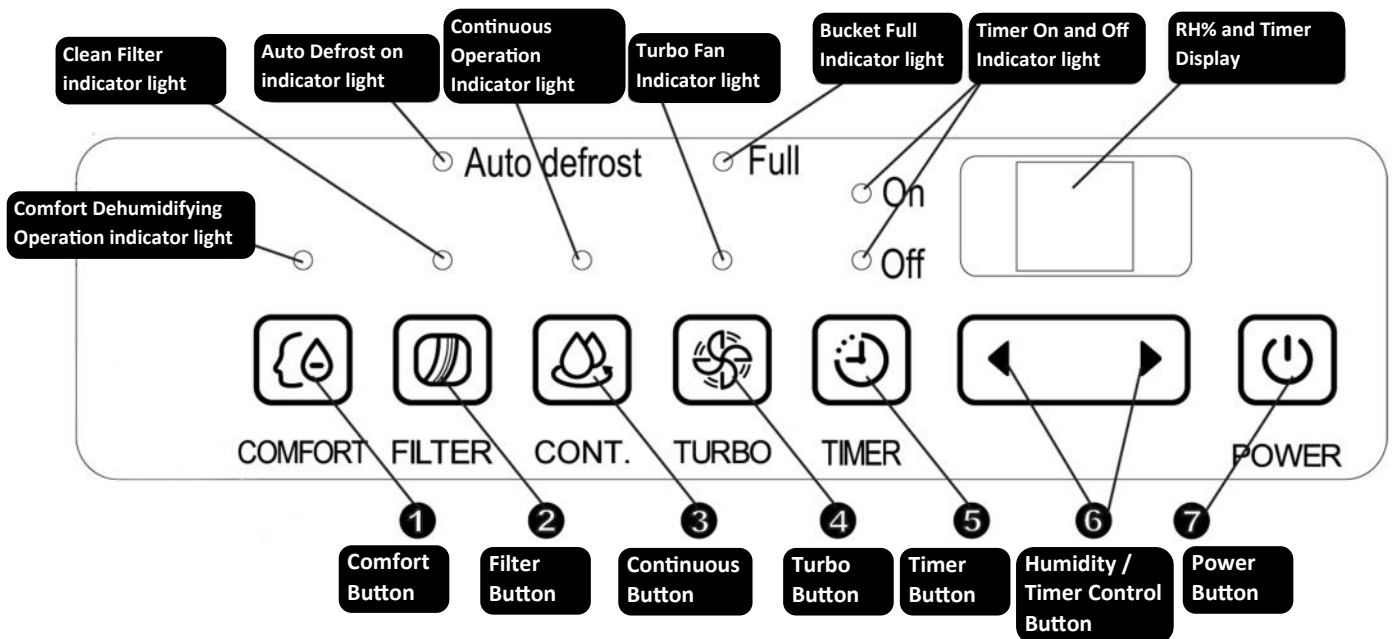 Clean Filter
indicator light
Auto Defrost on
indicator light
Continuous
Operation
Indicator light
Turbo Fan
Indicator light
Bucket Full
Indicator light
Timer On and Off
Indicator light
RH% and Timer
Display
Auto defrost
Full
On
Comfort Dehumidifying
Operation indicator light
Off
COMFORT
FILTER
CONT.
TURBO
TIMER
POWER
1
2
3
4
5
6
7
Comfort
Button
Filter
Button
Continuous
Button
Turbo
Button
Timer
Button
Humidity /
Timer Control
Button
Power
Button